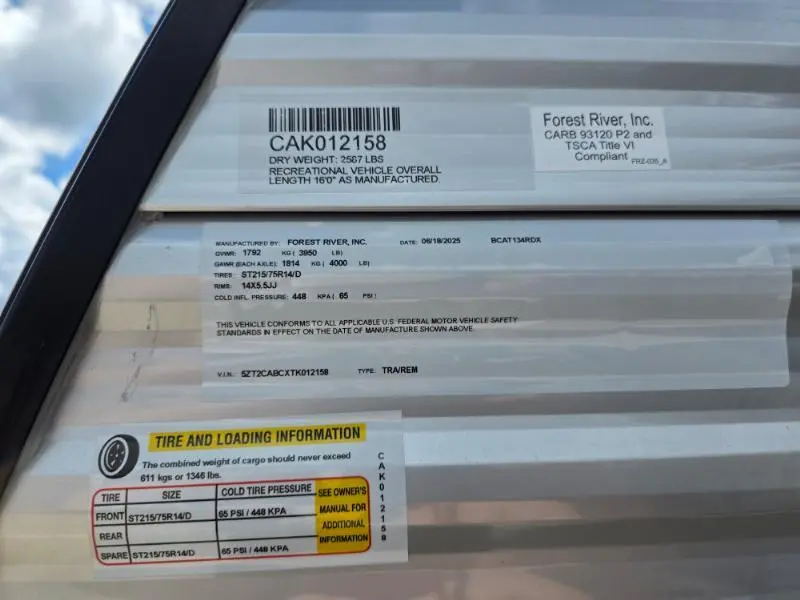 CAK012158
DRY WEIGHT: 2567 LBS
RECREATIONAL VEHICLE OVERALL
LENGTH 16'0" AS MANUFACTURED.
Forest River, Inc.
CARB 93120 P2 and
TSCA Title VI
Compliant FRZ-035_A
MANUFACTURED BY: FOREST RIVER, INC. DATE: 06/18/2025 BCAT134RDX
GVWR: 1792 KG ( 3950 LB)
GAWR (EACH AXLE): 1814 KG ( 4000 LB)
TIRES: ST215/75R14/D
RIMS: 14X5.5JJ
COLD INFL. PRESSURE: 448 KPA ( 65 PSI )
THIS VEHICLE CONFORMS TO ALL APPLICABLE U.S. FEDERAL MOTOR VEHICLE SAFETY
STANDARDS IN EFFECT ON THE DATE OF MANUFACTURE SHOWN ABOVE.
V.I.N.: 5ZT2CABCXTK012158 TYPE: TRA/REM
TIRE AND LOADING INFORMATION
The combined weight of cargo should never exceed
611 kgs or 1346 lbs.
TIRE SIZE COLD TIRE PRESSURE
FRONT ST215/75R14/D 65 PSI / 448 KPA
REAR
SPARE ST215/75R14/D 65 PSI / 448 KPA
SEE OWNER'S
MANUAL FOR
ADDITIONAL
INFORMATION
CAK012158